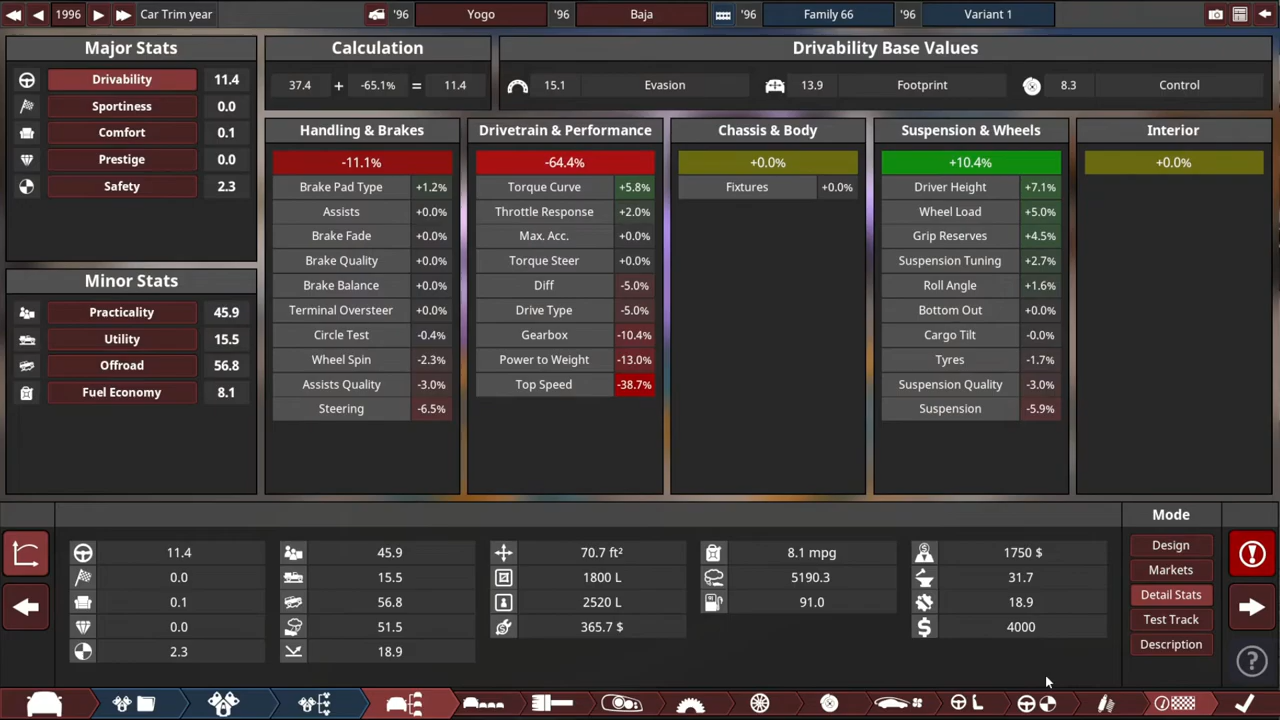 1996 Car Trim year '96 Yogo '96 Baja '96 Family 66 '96 Variant 1
Major Stats
Drivability 11.4
Sportiness 0.0
Comfort 0.1
Prestige 0.0
Safety 2.3
Minor Stats
Practicality 45.9
Utility 15.5
Offroad 56.8
Fuel Economy 8.1
Calculation
37.4 + -65.1% = 11.4
Drivability Base Values
15.1 Evasion 13.9 Footprint 8.3 Control
Handling & Brakes
-11.1%
Brake Pad Type +1.2%
Assists +0.0%
Brake Fade +0.0%
Brake Quality +0.0%
Brake Balance +0.0%
Terminal Oversteer +0.0%
Circle Test -0.4%
Wheel Spin -2.3%
Assists Quality -3.0%
Steering -6.5%
Drivetrain & Performance
-64.4%
Torque Curve +5.8%
Throttle Response +2.0%
Max. Acc. +0.0%
Torque Steer +0.0%
Diff -5.0%
Drive Type -5.0%
Gearbox -10.4%
Power to Weight -13.0%
Top Speed -38.7%
Chassis & Body
+0.0%
Fixtures +0.0%
Suspension & Wheels
+10.4%
Driver Height +7.1%
Wheel Load +5.0%
Grip Reserves +4.5%
Suspension Tuning +2.7%
Roll Angle +1.6%
Bottom Out +0.0%
Cargo Tilt -0.0%
Tyres -1.7%
Suspension Quality -3.0%
Suspension -5.9%
Interior
+0.0%
11.4
0.0
0.1
0.0
2.3
45.9
15.5
56.8
51.5
18.9
70.7 ft²
1800 L
2520 L
365.7 $
8.1 mpg
5190.3
91.0
1750 $
31.7
18.9
$ 4000
Mode
Design
Markets
Detail Stats
Test Track
Description